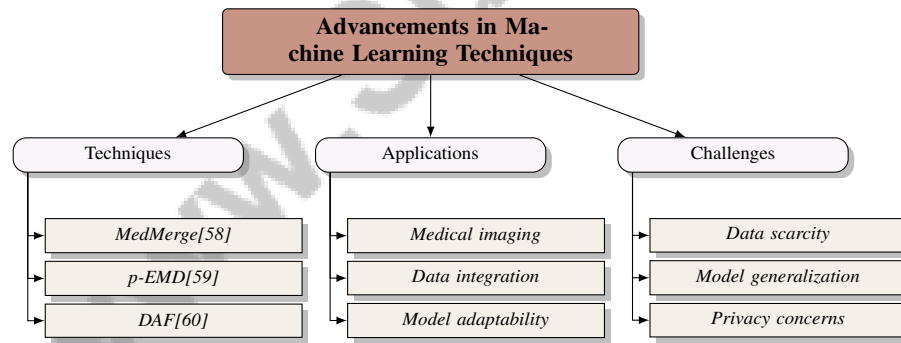 Advancements in Ma-
chine Learning Techniques
Techniques
Applications
Challenges
MedMerge[58]
Medical imaging
Data scarcity
p-EMD[59]
Data integration
Model generalization
DAF[60]
Model adaptability
Privacy concerns